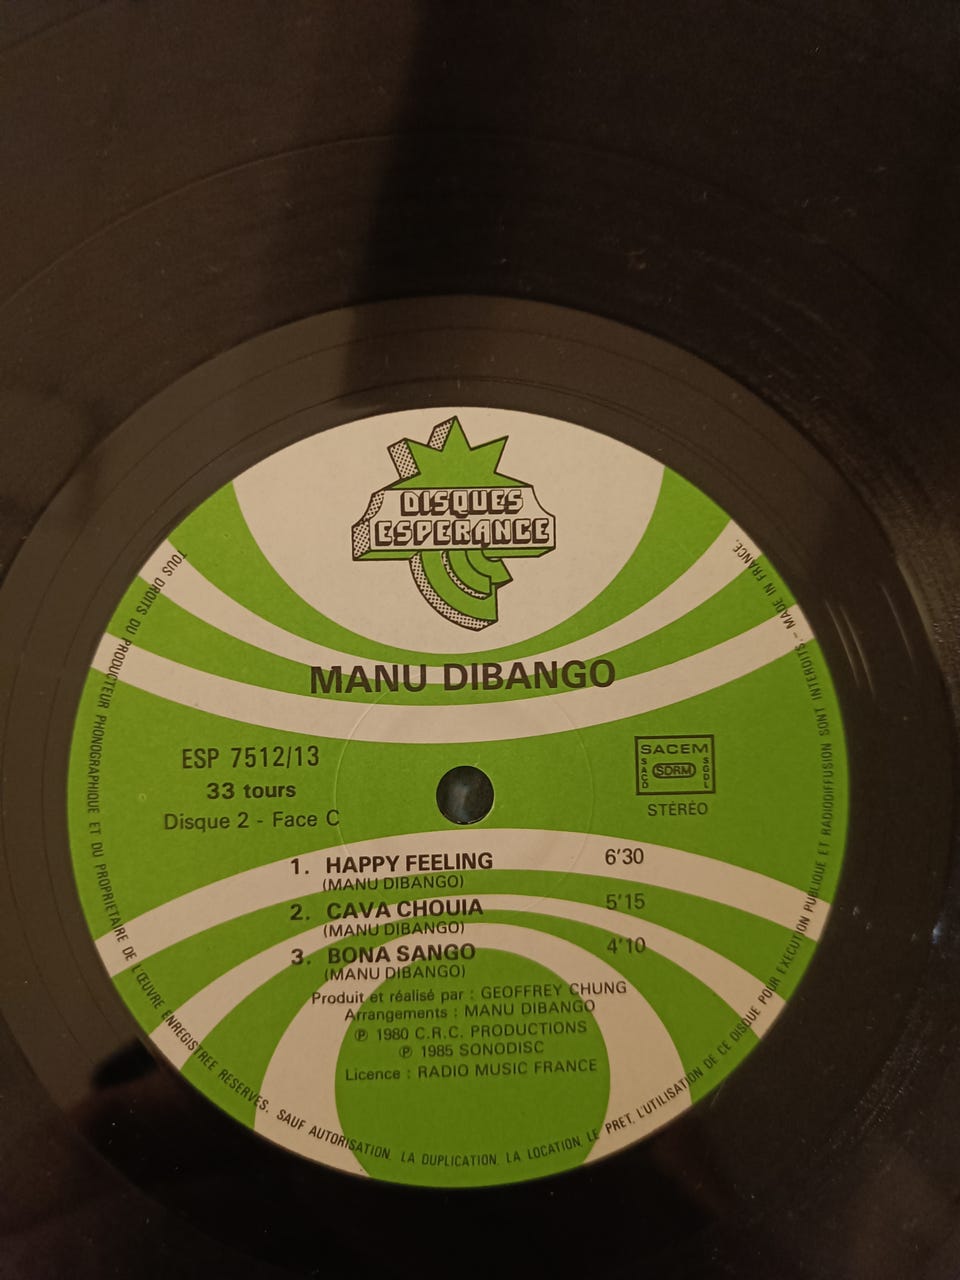 DISQUES
ESPERANCE
MANU DIBANGO
ESP 7512/13
33 tours
Disque 2 - Face C
SACEM
SACD
SDRM
SGDL
STÉRÉO
1. HAPPY FEELING 6'30
(MANU DIBANGO)
2. CAVA CHOUIA 5'15
(MANU DIBANGO)
3. BONA SANGO 4'10
(MANU DIBANGO)
Produit et réalisé par : GEOFFREY CHUNG
Arrangements : MANU DIBANGO
℗ 1980 C.R.C. PRODUCTIONS
℗ 1985 SONODISC
Licence : RADIO MUSIC FRANCE
TOUS DROITS DU PRODUCTEUR PHONOGRAPHIQUE ET DU PROPRIETAIRE DE L'ŒUVRE ENREGISTREE RESERVES. SAUF AUTORISATION. LA DUPLICATION. LA LOCATION. LE PRET. L'UTILISATION DE CE DISQUE POUR EXECUTION PUBLIQUE ET RADIODIFFUSION SONT INTERDITS. - MADE IN FRANCE.